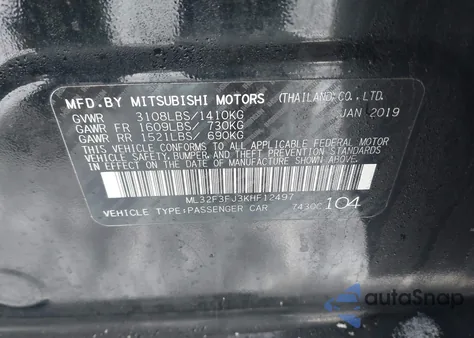 MFD.BY MITSUBISHI MOTORS (THAILAND)CO.,LTD.
GVWR 3108LBS/1410KG JAN 2019
GAWR FR 1609LBS/ 730KG
GAWR RR 1521LBS/ 690KG
THIS VEHICLE CONFORMS TO ALL APPLICABLE FEDERAL MOTOR
VEHICLE SAFETY, BUMPER, AND THEFT PREVENTION STANDARDS
IN EFFECT ON THE DATE OF MANUFACTURE SHOWN ABOVE.
ML32F3FJ3KHF12497
VEHICLE TYPE:PASSENGER CAR 7430C 104
autoSnap